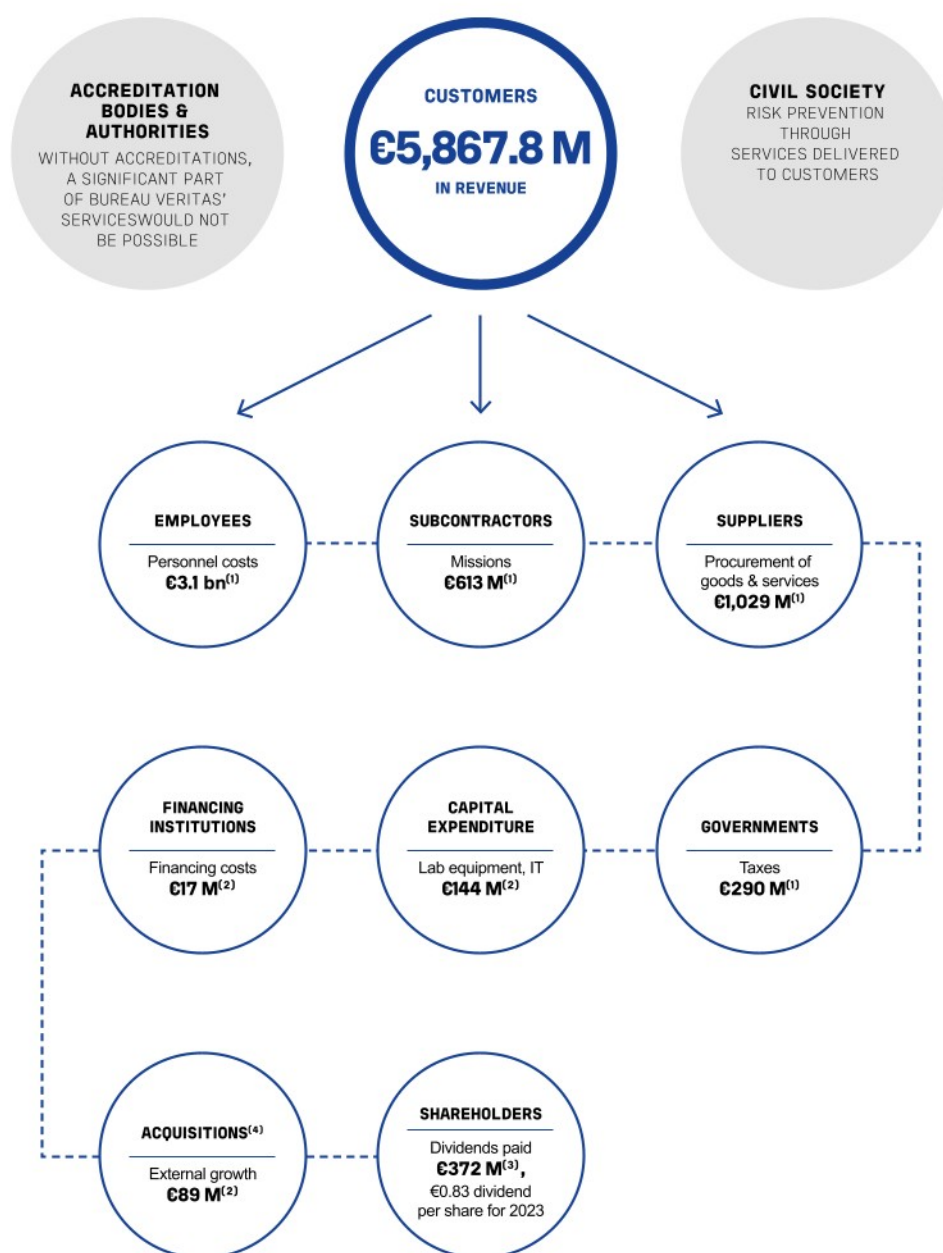 ACCREDITATION
BODIES &
AUTHORITIES
WITHOUT ACCREDITATIONS,
A SIGNIFICANT PART
OF BUREAU VERITAS'
SERVICESWOULD NOT
BE POSSIBLE
CUSTOMERS
€5,867.8 M
IN REVENUE
CIVIL SOCIETY
RISK PREVENTION
THROUGH
SERVICES DELIVERED
TO CUSTOMERS
EMPLOYEES
Personnel costs
€3.1 bn(1)
SUBCONTRACTORS
Missions
€613 M(1)
SUPPLIERS
Procurement of
goods & services
€1,029 M(1)
FINANCING
INSTITUTIONS
Financing costs
€17 M(2)
CAPITAL
EXPENDITURE
Lab equipment, IT
€144 M(2)
GOVERNMENTS
Taxes
€290 M(1)
ACQUISITIONS(4)
External growth
€89 M(2)
SHAREHOLDERS
Dividends paid
€372 M(3),
€0.83 dividend
per share for 2023